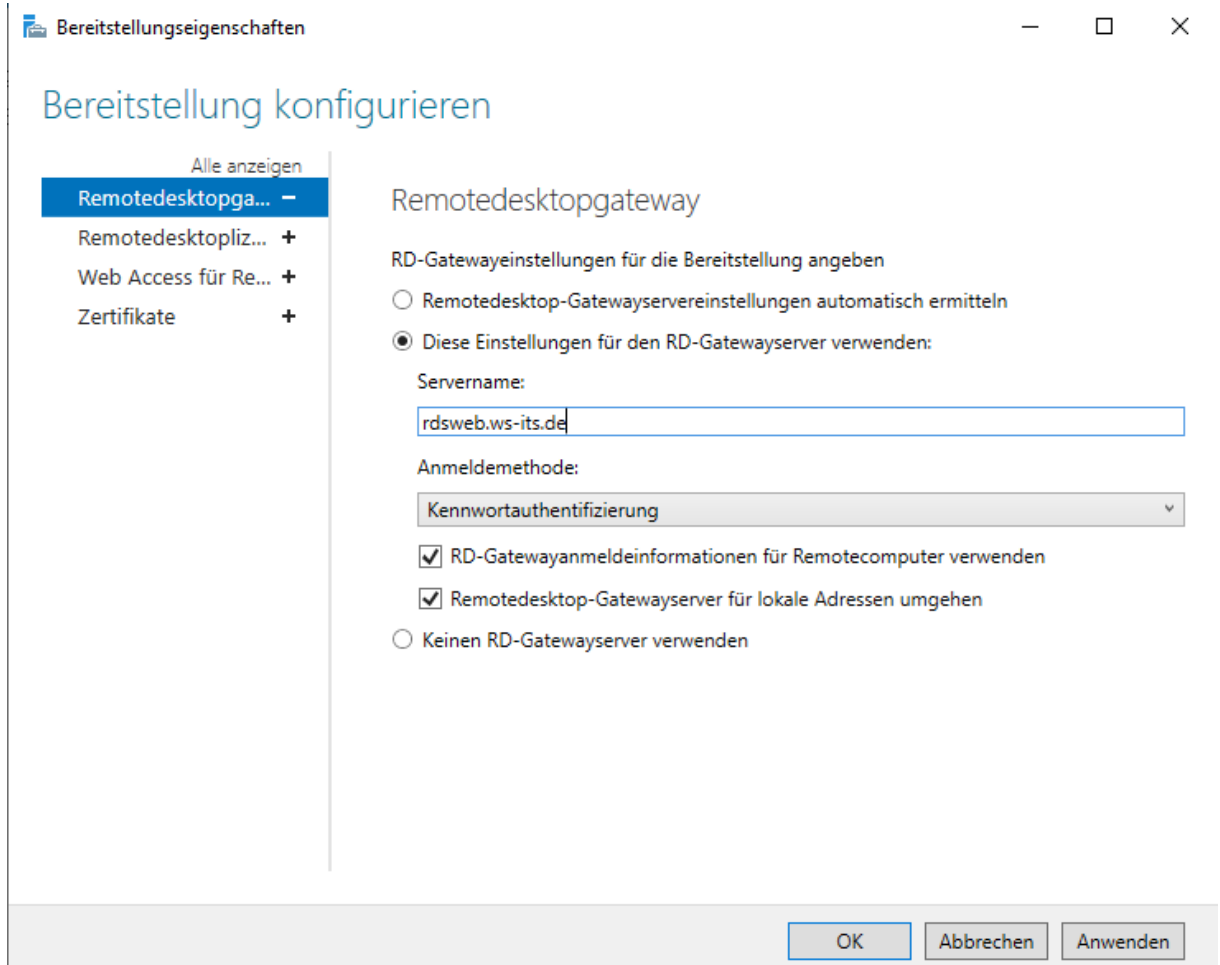 Bereitstellungseigenschaften
Bereitstellung konfigurieren
Alle anzeigen
Remotedesktopga...
Remotedesktopliz...
Web Access für Re...
Zertifikate
Remotedesktopgateway
RD-Gatewayeinstellungen für die Bereitstellung angeben
Remotedesktop-Gatewayservereinstellungen automatisch ermitteln
Diese Einstellungen für den RD-Gatewayserver verwenden:
Servername:
rdsweb.ws-its.de
Anmeldemethode:
Kennwortauthentifizierung
RD-Gatewayanmeldeinformationen für Remotecomputer verwenden
Remotedesktop-Gatewayserver für lokale Adressen umgehen
Keinen RD-Gatewayserver verwenden
OK Abbrechen Anwenden